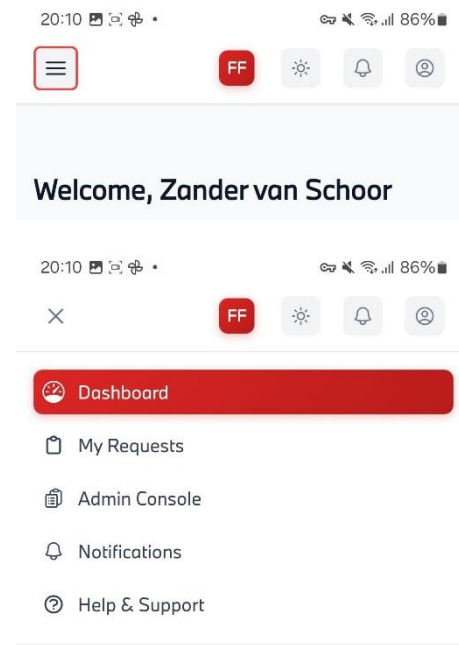 20:10 86%
FF
Welcome, Zander van Schoor
20:10 86%
FF
Dashboard
My Requests
Admin Console
Notifications
Help & Support